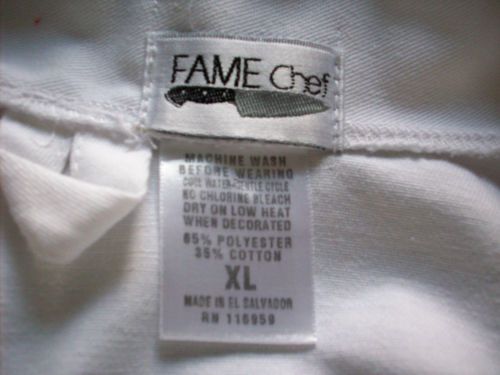 FAME Chef
MACHINE WASH
BEFORE WEARING
COOL WATER-GENTLE CYCLE
NO CHLORINE BLEACH
DRY ON LOW HEAT
WHEN DECORATED
65% POLYESTER
35% COTTON
XL
MADE IN EL SALVADOR
RN 116959